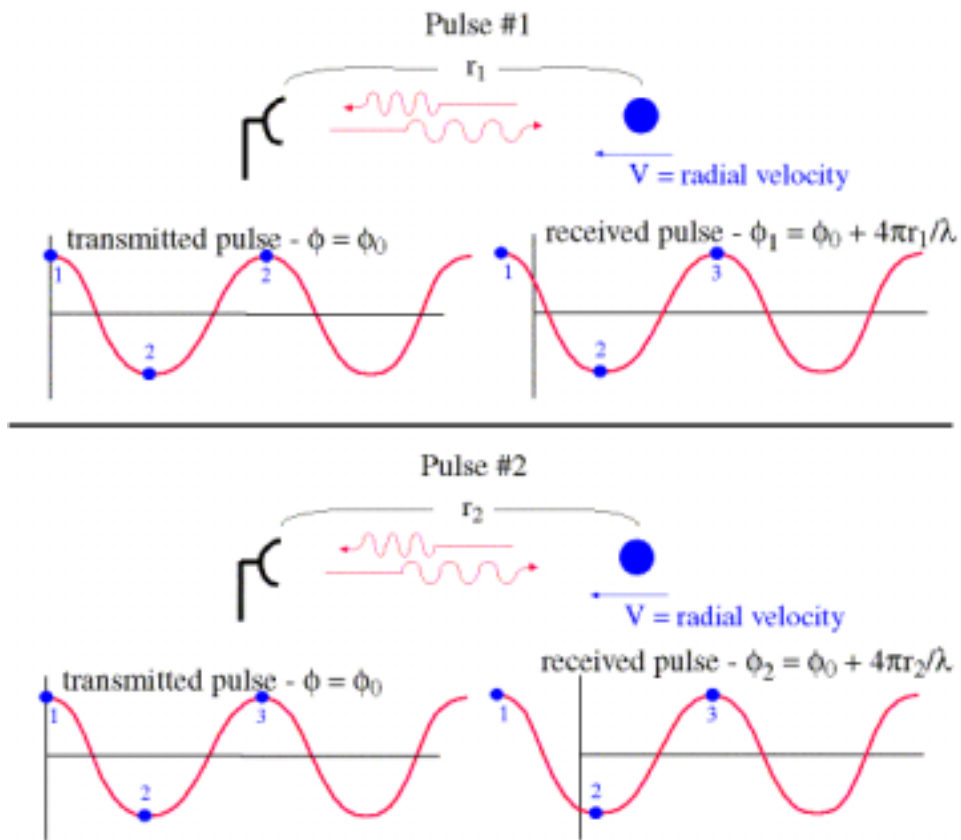 Pulse #1
r₁
V = radial velocity
transmitted pulse - ϕ = ϕ₀
received pulse - ϕ₁ = ϕ₀ + 4πr₁/λ
1
2
2
1
2
3
Pulse #2
r₂
V = radial velocity
transmitted pulse - ϕ = ϕ₀
received pulse - ϕ₂ = ϕ₀ + 4πr₂/λ
1
2
3
1
2
3